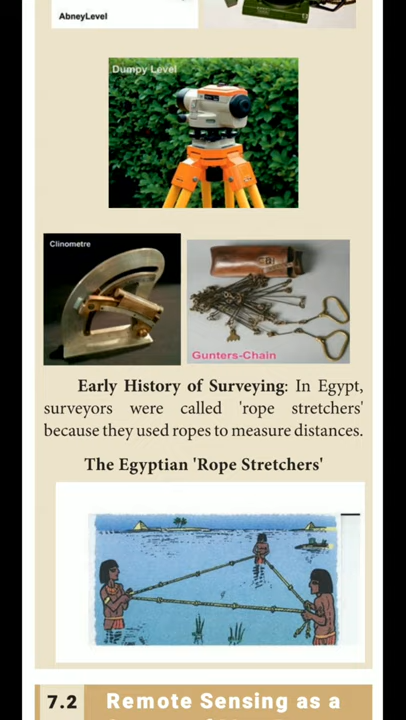 AbneyLevel
Dumpy Level
Clinometre
Gunters-Chain
Early History of Surveying: In Egypt,
surveyors were called 'rope stretchers'
because they used ropes to measure distances.
The Egyptian 'Rope Stretchers'
7.2 Remote Sensing as a